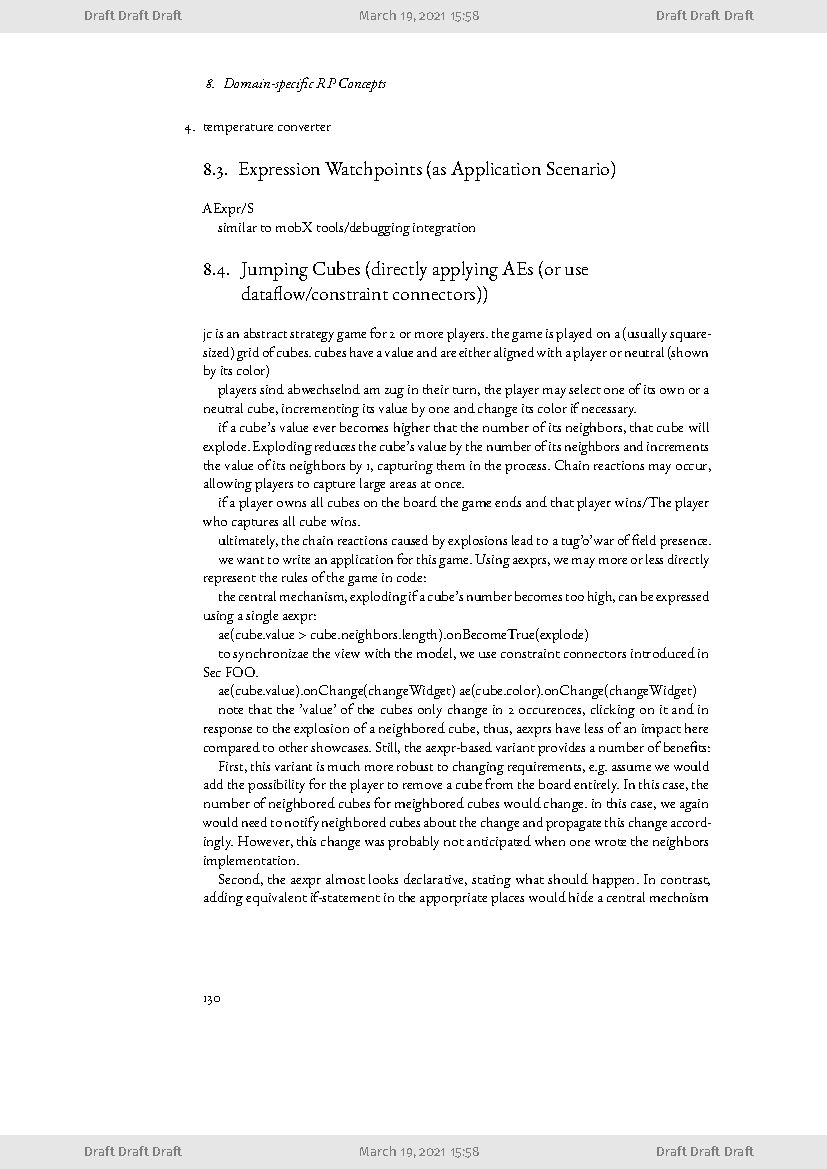 Draft Draft Draft March 19, 2021 15:58 Draft Draft Draft
8. Domain-specific RP Concepts
4. temperature converter
8.3. Expression Watchpoints (as Application Scenario)
AExpr/S
similar to mobX tools/debugging integration
8.4. Jumping Cubes (directly applying AEs (or use
dataflow/constraint connectors))
jc is an abstract strategy game for 2 or more players. the game is played on a (usually square-
sized) grid of cubes. cubes have a value and are either aligned with a player or neutral (shown
by its color)
players sind abwechselnd am zug in their turn, the player may select one of its own or a
neutral cube, incrementing its value by one and change its color if necessary.
if a cube's value ever becomes higher that the number of its neighbors, that cube will
explode. Exploding reduces the cube's value by the number of its neighbors and increments
the value of its neighbors by 1, capturing them in the process. Chain reactions may occur,
allowing players to capture large areas at once.
if a player owns all cubes on the board the game ends and that player wins/The player
who captures all cube wins.
ultimately, the chain reactions caused by explosions lead to a tug'o'war of field presence.
we want to write an application for this game. Using aexprs, we may more or less directly
represent the rules of the game in code:
the central mechanism, exploding if a cube's number becomes too high, can be expressed
using a single aexpr:
ae(cube.value > cube.neighbors.length).onBecomeTrue(explode)
to synchronizae the view with the model, we use constraint connectors introduced in
Sec FOO.
ae(cube.value).onChange(changeWidget) ae(cube.color).onChange(changeWidget)
note that the 'value' of the cubes only change in 2 occurences, clicking on it and in
response to the explosion of a neighbored cube, thus, aexprs have less of an impact here
compared to other showcases. Still, the aexpr-based variant provides a number of benefits:
First, this variant is much more robust to changing requirements, e.g. assume we would
add the possibility for the player to remove a cube from the board entirely. In this case, the
number of neighbored cubes for meighbored cubes would change. in this case, we again
would need to notify neighbored cubes about the change and propagate this change accord-
ingly. However, this change was probably not anticipated when one wrote the neighbors
implementation.
Second, the aexpr almost looks declarative, stating what should happen. In contrast,
adding equivalent if-statement in the apporpriate places would hide a central mechnism
130
Draft Draft Draft March 19, 2021 15:58 Draft Draft Draft